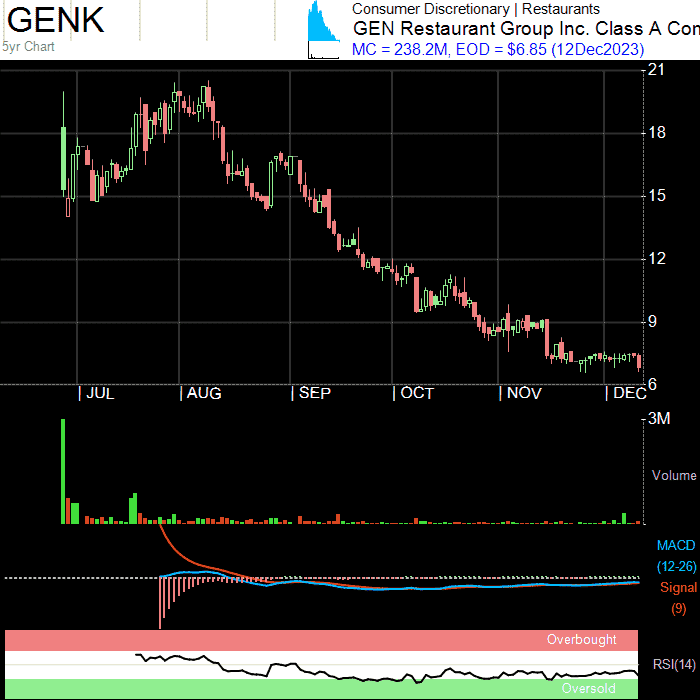 GENK
5yr Chart
Consumer Discretionary | Restaurants
GEN Restaurant Group Inc. Class A Con
MC = 238.2M, EOD = $6.85 (12Dec2023)
21
18
15
12
9
6
JUL AUG SEP OCT NOV DEC
3M
Volume
MACD
(12-26)
Signal
(9)
Overbought
RSI(14)
Oversold